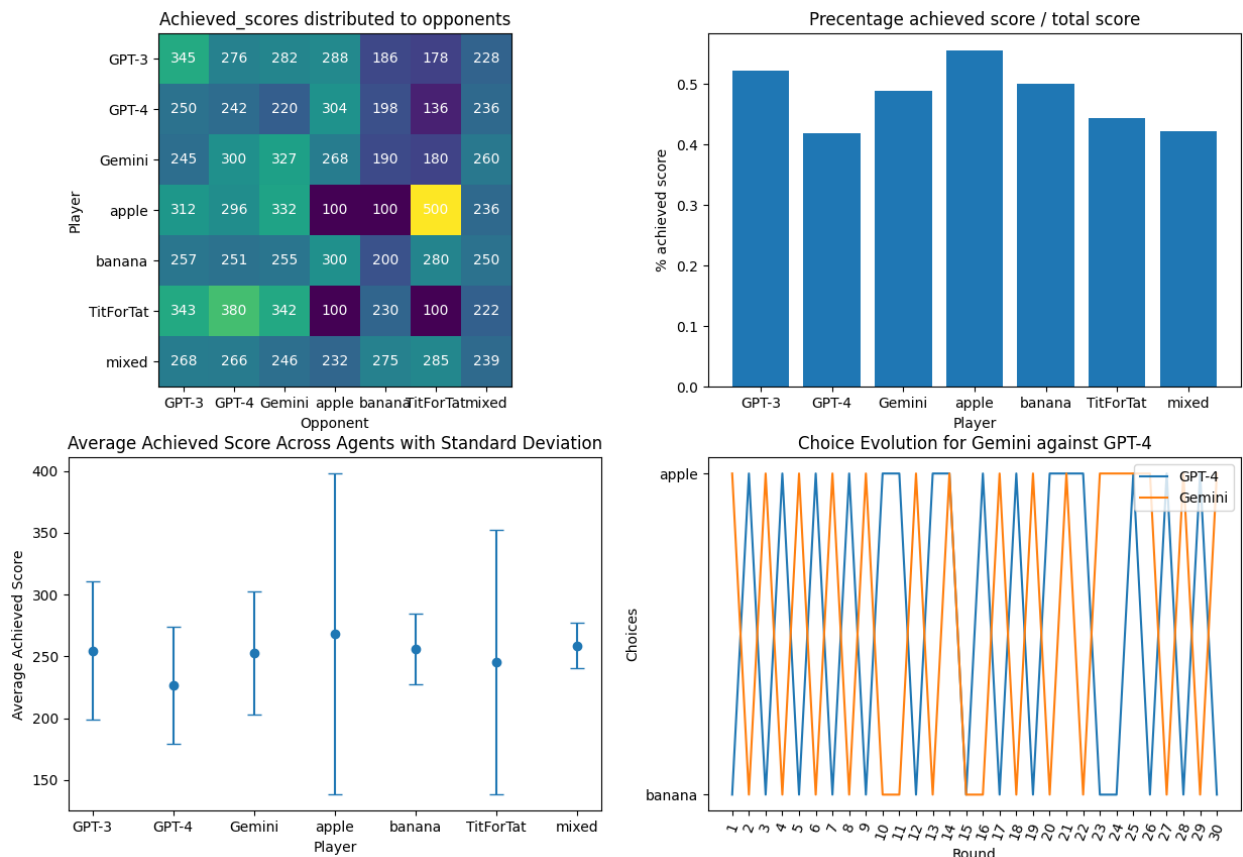 Achieved_scores distributed to opponents
Player
GPT-3 345 276 282 288 186 178 228
GPT-4 250 242 220 304 198 136 236
Gemini 245 300 327 268 190 180 260
apple 312 296 332 100 100 500 236
banana 257 251 255 300 200 280 250
TitForTat 343 380 342 100 230 100 222
mixed 268 266 246 232 275 285 239
GPT-3 GPT-4 Gemini apple banana TitForTat mixed
Opponent
Precentage achieved score / total score
% achieved score
0.5
0.4
0.3
0.2
0.1
0.0
GPT-3 GPT-4 Gemini apple banana TitForTat mixed
Player
Average Achieved Score Across Agents with Standard Deviation
Average Achieved Score
400
350
300
250
200
150
GPT-3 GPT-4 Gemini apple banana TitForTat mixed
Player
Choice Evolution for Gemini against GPT-4
Choices
apple
banana
GPT-4
Gemini
1 2 3 4 5 6 7 8 9 10 11 12 13 14 15 16 17 18 19 20 21 22 23 24 25 26 27 28 29 30
Round